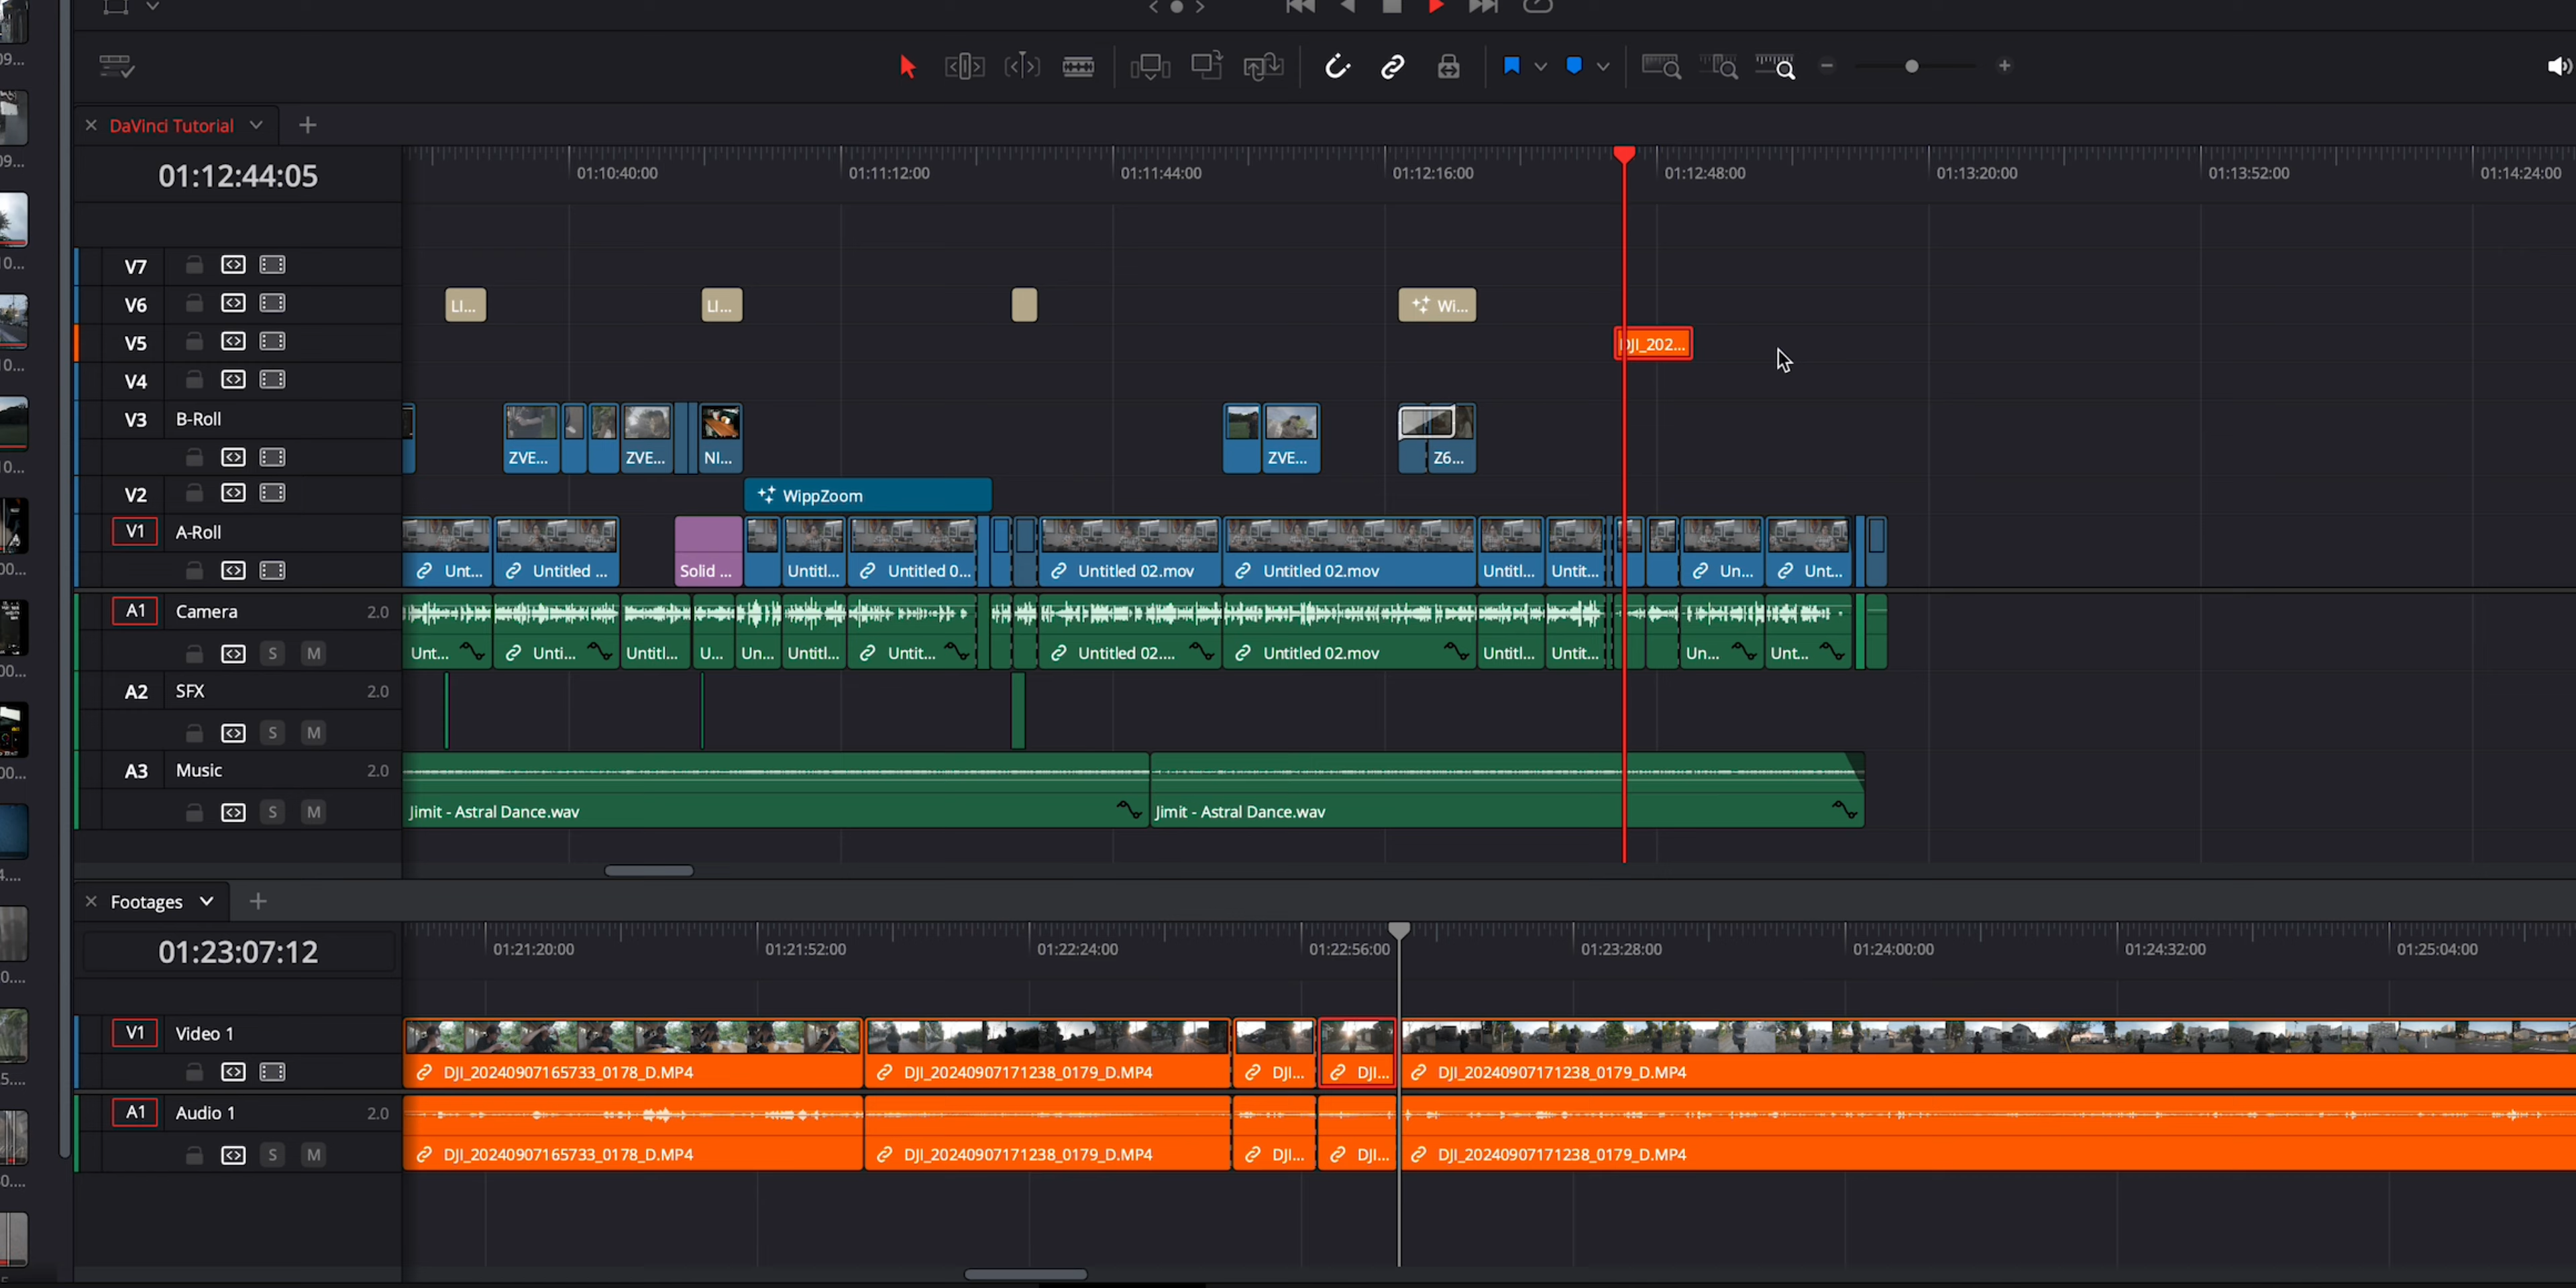 DaVinci Tutorial
01:12:44:05
01:10:40:00 01:11:12:00 01:11:44:00 01:12:16:00 01:12:48:00 01:13:20:00 01:13:52:00 01:14:24:00
V7
V6 LI... LI... Wi...
V5 DJI_202...
V4
V3 B-Roll
ZVE... ZVE... NI... ZVE... Z6...
V2 WippZoom
V1 A-Roll
Unt... Untitled ... Solid ... Untitl... Untitled 0... Untitled 02.mov Untitled 02.mov Untitl... Untit... Un... Unt...
A1 Camera 2.0
S M Unt... Unti... Untitl... U... Un... Untitl... Untit... Untitled 02.... Untitled 02.mov Untitl... Untit... Un... Unt...
A2 SFX 2.0
S M
A3 Music 2.0
S M Jimit - Astral Dance.wav Jimit - Astral Dance.wav
Footages
01:23:07:12
01:21:20:00 01:21:52:00 01:22:24:00 01:22:56:00 01:23:28:00 01:24:00:00 01:24:32:00 01:25:04:00
V1 Video 1
DJI_20240907165733_0178_D.MP4 DJI_20240907171238_0179_D.MP4 DJI... DJI... DJI_20240907171238_0179_D.MP4
A1 Audio 1 2.0
S M DJI_20240907165733_0178_D.MP4 DJI_20240907171238_0179_D.MP4 DJI... DJI... DJI_20240907171238_0179_D.MP4